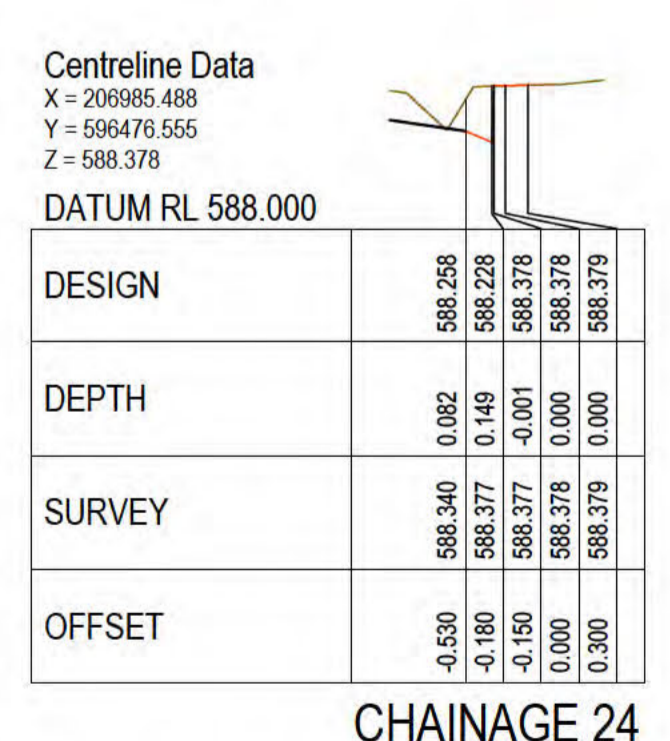 Centreline Data
X = 206985.488
Y = 596476.555
Z = 588.378
DATUM RL 588.000
DESIGN 588.258 588.228 588.378 588.378 588.379
DEPTH 0.082 0.149 -0.001 0.000 0.000
SURVEY 588.340 588.377 588.377 588.378 588.379
OFFSET -0.530 -0.180 -0.150 0.000 0.300
CHAINAGE 24